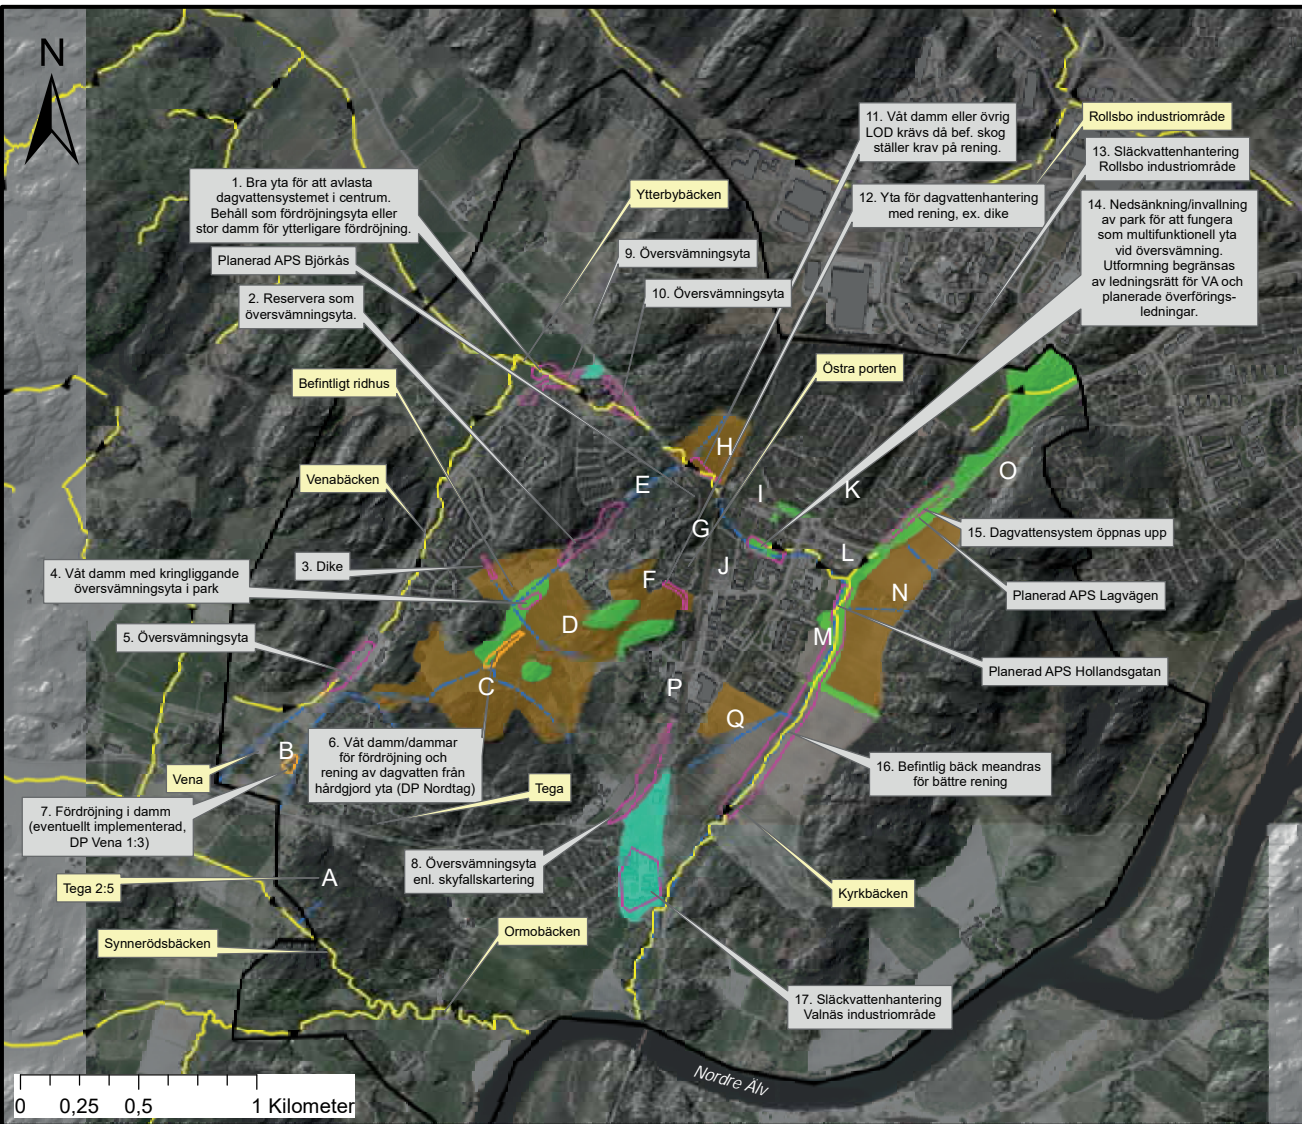 N
11. Våt damm eller övrig
LOD krävs då bef. skog
ställer krav på rening.
Rollsbo industriområde
13. Släckvattenhantering
Rollsbo industriområde
1. Bra yta för att avlasta
dagvattensystemet i centrum.
Behåll som fördröjningsyta eller
stor damm för ytterligare fördröjning.
Ytterbybäcken
12. Yta för dagvattenhantering
med rening, ex. dike
14. Nedsänkning/invallning
av park för att fungera
som multifunktionell yta
vid översvämning.
Utformning begränsas
av ledningsrätt för VA och
planerade överförings-
ledningar.
Planerad APS Björkås
9. Översvämningsyta
2. Reservera som
översvämningsyta.
10. Översvämningsyta
Befintligt ridhus
Östra porten
Venabäcken
H
E
I
K
O
G
15. Dagvattensystem öppnas upp
3. Dike
J
L
4. Våt damm med kringliggande
översvämningsyta i park
F
N
Planerad APS Lagvägen
D
5. Översvämningsyta
M
Planerad APS Hollandsgatan
C
P
Q
B
6. Våt damm/dammar
för fördröjning och
rening av dagvatten från
hårdgjord yta (DP Nordtag)
Vena
Tega
16. Befintlig bäck meandras
för bättre rening
7. Fördröjning i damm
(eventuellt implementerad,
DP Vena 1:3)
8. Översvämningsyta
enl. skyfallskartering
Tega 2:5
A
Kyrkbäcken
Synnerödsbäcken
Ormobäcken
17. Släckvattenhantering
Valnäs industriområde
Nordre Älv
0 0,25 0,5 1 Kilometer